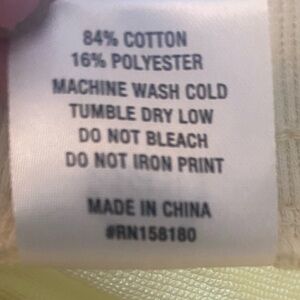 84% COTTON
16% POLYESTER
MACHINE WASH COLD
TUMBLE DRY LOW
DO NOT BLEACH
DO NOT IRON PRINT
MADE IN CHINA
#RN158180